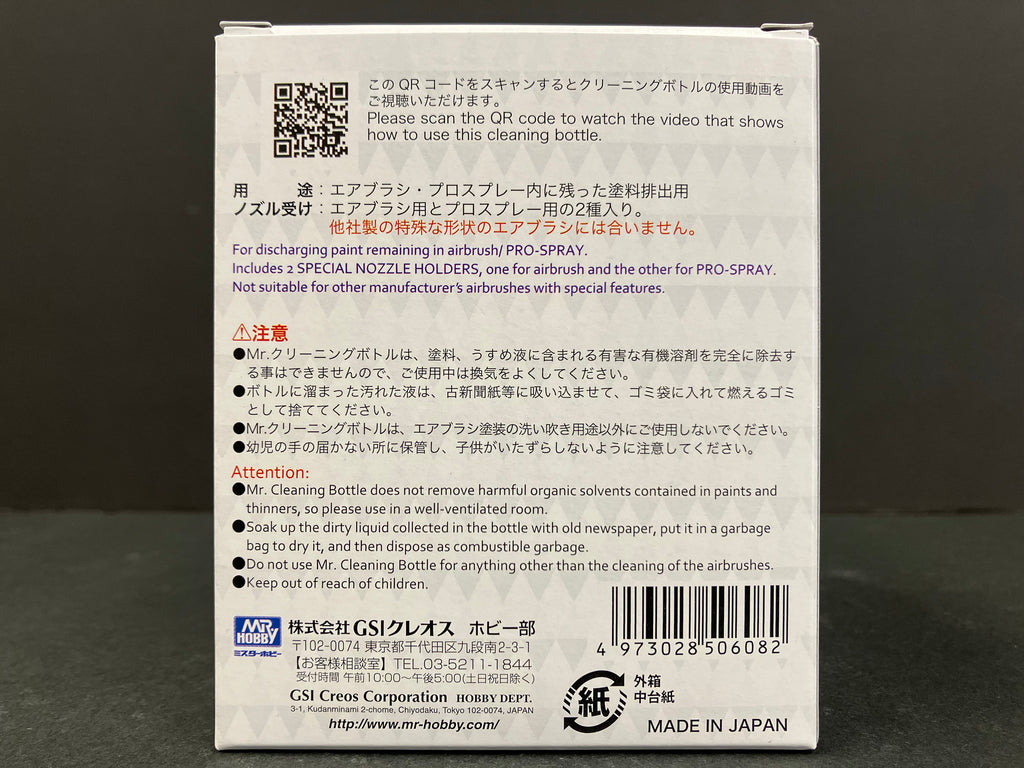 このQRコードをスキャンするとクリーニングボトルの使用動画を
ご視聴いただけます。
Please scan the QR code to watch the video that shows
how to use this cleaning bottle.
用　　途：エアブラシ・プロスプレー内に残った塗料排出用
ノズル受け：エアブラシ用とプロスプレー用の2種入り。
他社製の特殊な形状のエアブラシには合いません。
For discharging paint remaining in airbrush/ PRO-SPRAY.
Includes 2 SPECIAL NOZZLE HOLDERS, one for airbrush and the other for PRO-SPRAY.
Not suitable for other manufacturer's airbrushes with special features.
⚠注意
●Mr.クリーニングボトルは、塗料、うすめ液に含まれる有害な有機溶剤を完全に除去す
る事はできませんので、ご使用中は換気をよくしてください。
●ボトルに溜まった汚れた液は、古新聞紙等に吸い込ませて、ゴミ袋に入れて燃えるゴミ
として捨ててください。
●Mr.クリーニングボトルは、エアブラシ塗装の洗い吹き用途以外にご使用しないでください。
●幼児の手の届かない所に保管し、子供がいたずらしないように注意してください。
Attention:
●Mr. Cleaning Bottle does not remove harmful organic solvents contained in paints and
thinners, so please use in a well-ventilated room.
●Soak up the dirty liquid collected in the bottle with old newspaper, put it in a garbage
bag to dry it, and then dispose as combustible garbage.
●Do not use Mr. Cleaning Bottle for anything other than the cleaning of the airbrushes.
●Keep out of reach of children.
MR HOBBY
ミスターホビー
株式会社 GSIクレオス ホビー部
〒102-0074 東京都千代田区九段南2-3-1
【お客様相談室】TEL.03-5211-1844
受付時間 午前10:00〜午後5:00(土日祝日除く)
GSI Creos Corporation HOBBY DEPT.
3-1, Kudanminami 2-chome, Chiyodaku, Tokyo 102-0074, JAPAN
http://www.mr-hobby.com/
4 973028 506082
紙
外箱
中台紙
MADE IN JAPAN